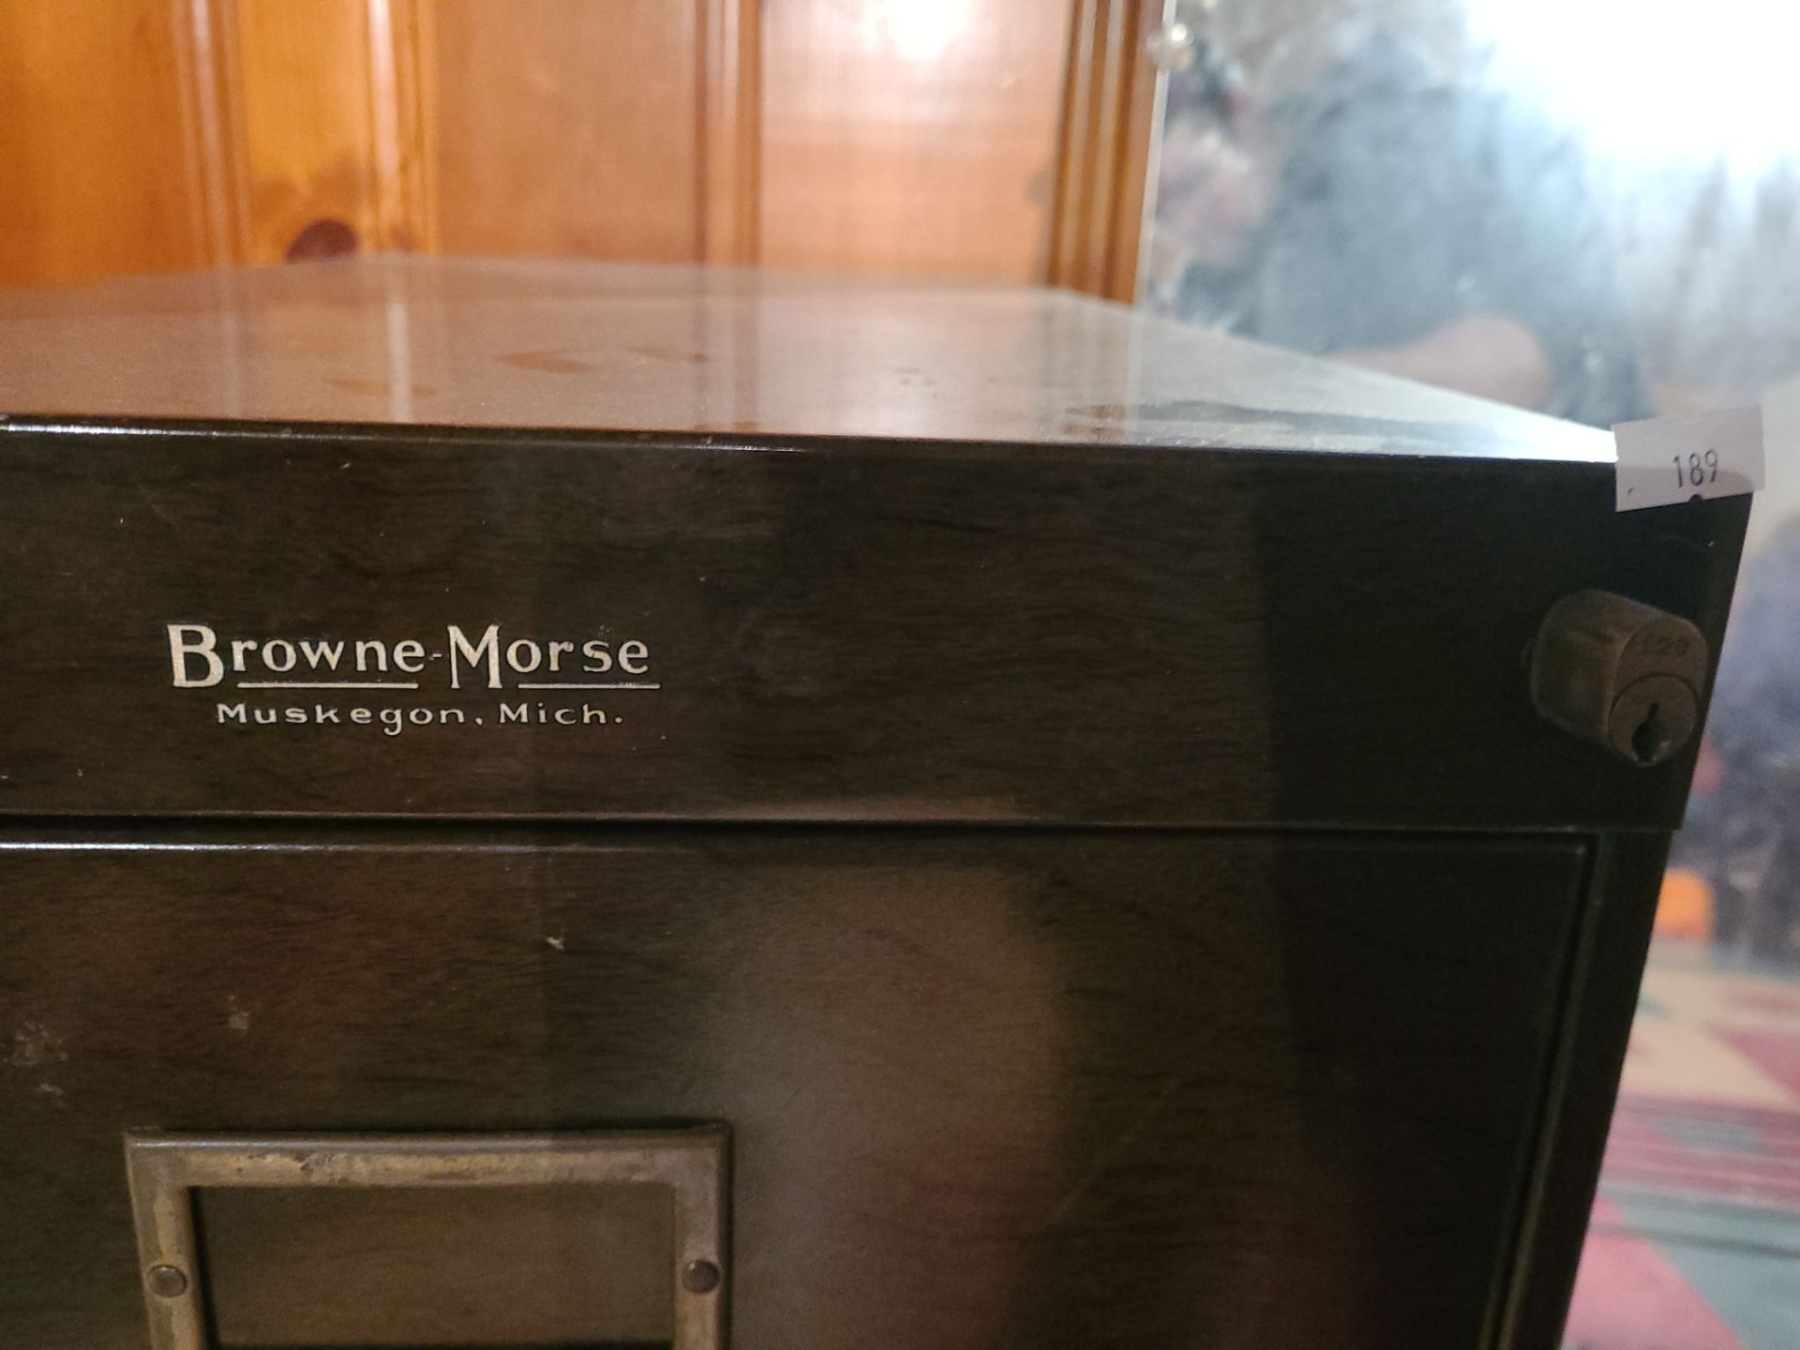 189
Browne-Morse
Muskegon, Mich.